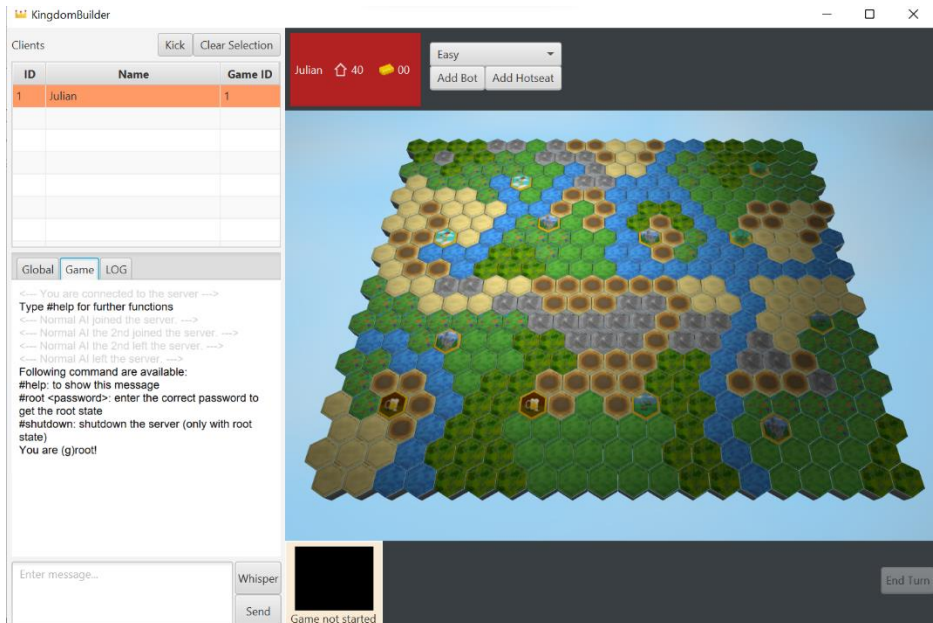 KingdomBuilder
Clients
Kick
Clear Selection
ID Name Game ID
1 Julian 1
Global Game LOG
<--- You are connected to the server --->
Type #help for further functions
<--- Normal AI joined the server. --->
<--- Normal AI the 2nd joined the server. --->
<--- Normal AI the 2nd left the server. --->
<--- Normal AI left the server. --->
Following command are available:
#help: to show this message
#root <password>: enter the correct password to
get the root state
#shutdown: shutdown the server (only with root
state)
You are (g)root!
Enter message...
Whisper
Send
Julian 40 00
Easy
Add Bot Add Hotseat
Game not started
End Turn